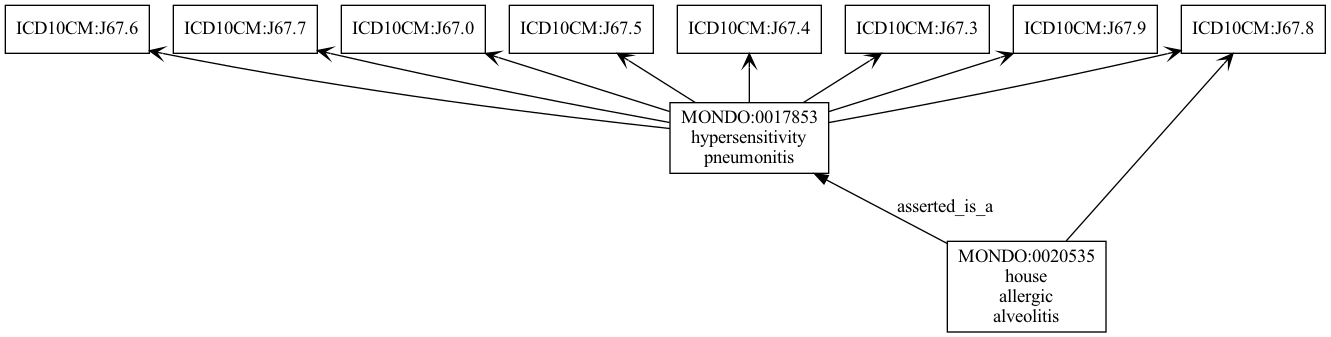 ICD10CM:J67.6
ICD10CM:J67.7
ICD10CM:J67.0
ICD10CM:J67.5
ICD10CM:J67.4
ICD10CM:J67.3
ICD10CM:J67.9
ICD10CM:J67.8
MONDO:0017853
hypersensitivity
pneumonitis
asserted_is_a
MONDO:0020535
house
allergic
alveolitis